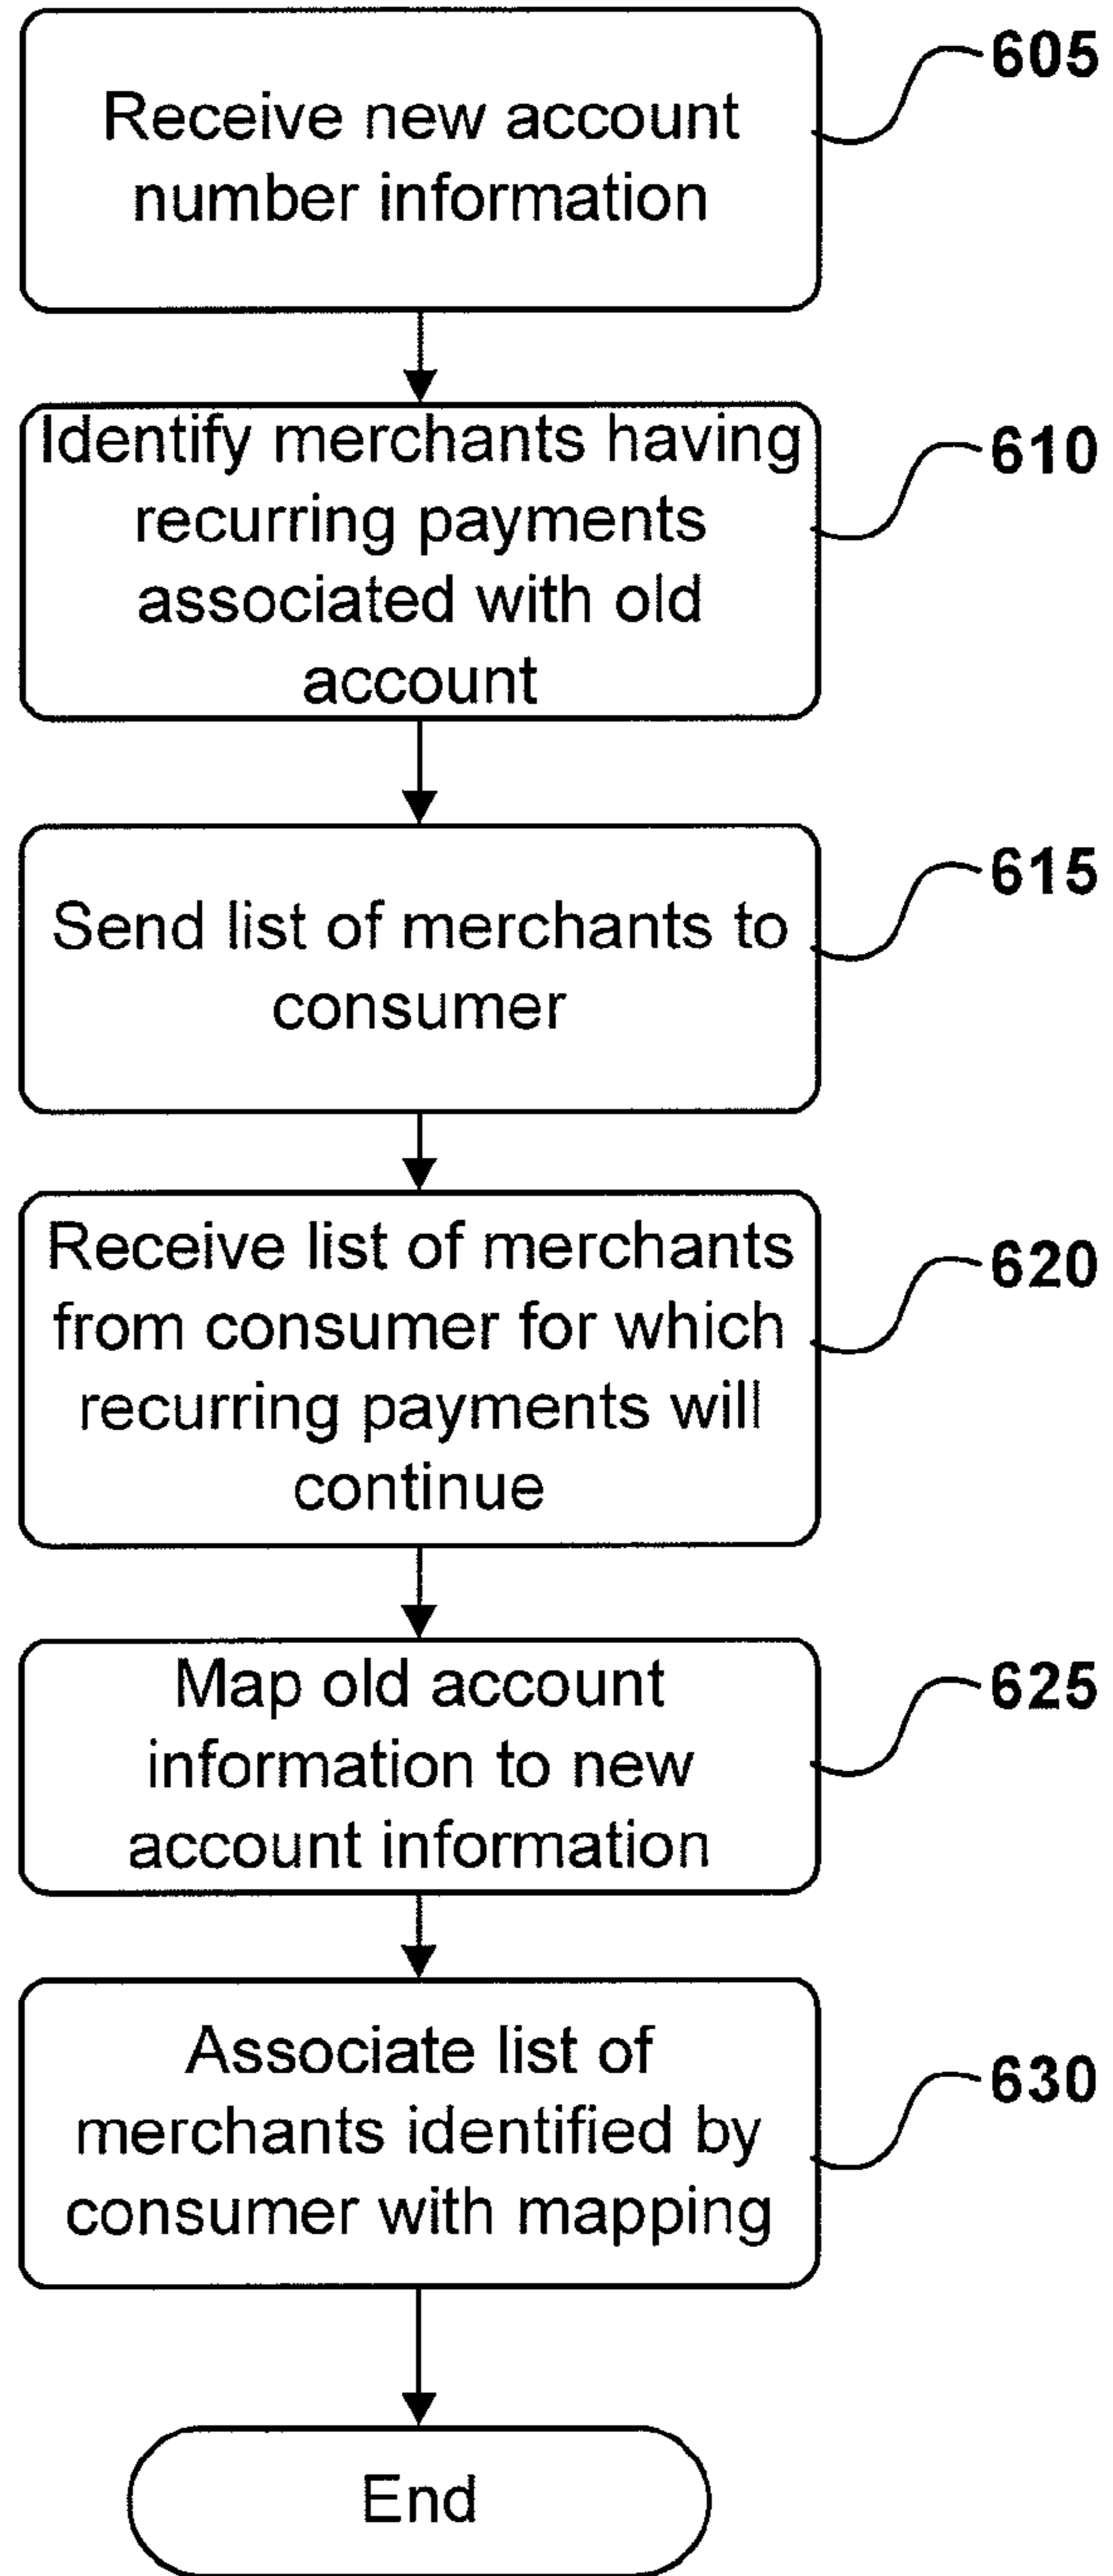 605
Receive new account
number information
610
Identify merchants having
recurring payments
associated with old
account
615
Send list of merchants to
consumer
620
Receive list of merchants
from consumer for which
recurring payments will
continue
625
Map old account
information to new
account information
630
Associate list of
merchants identified by
consumer with mapping
End